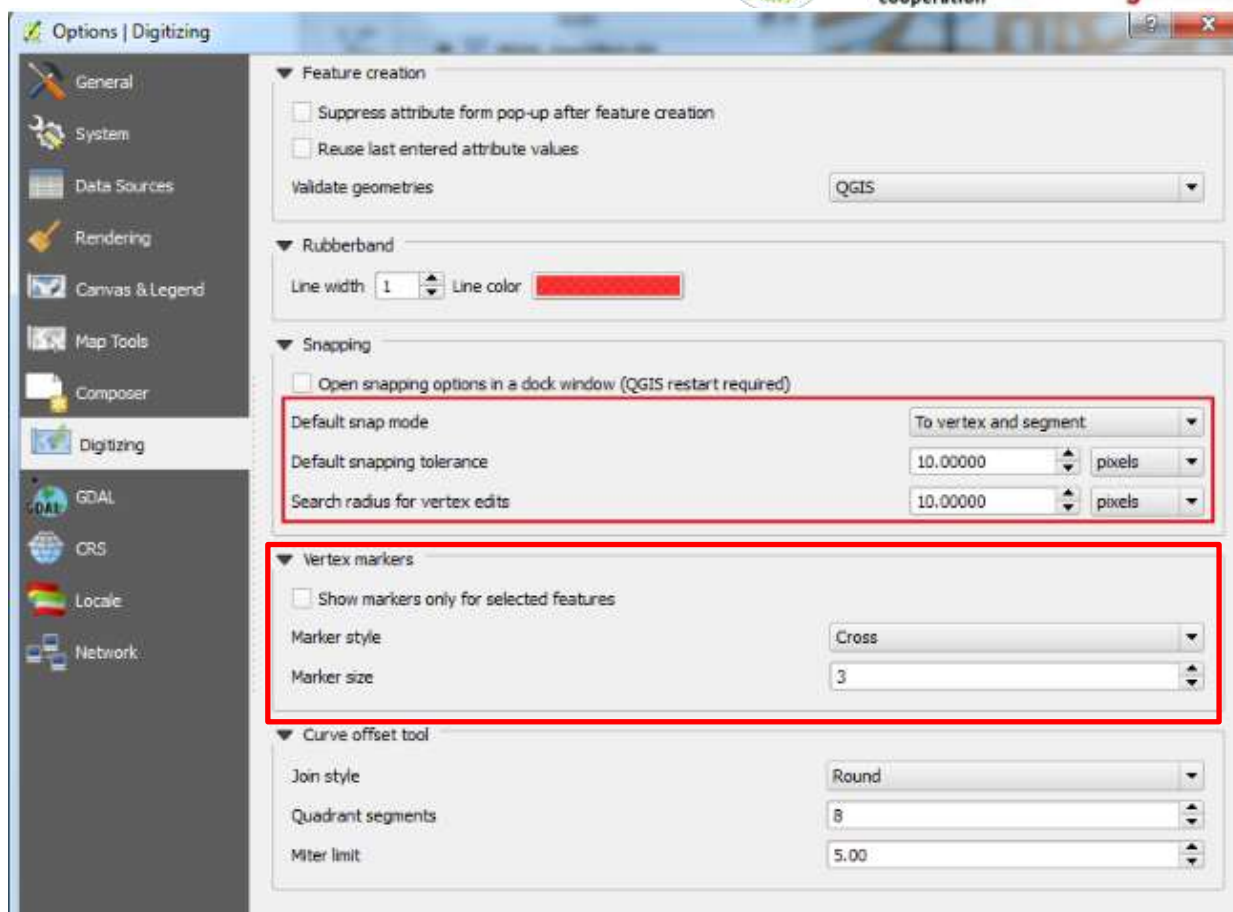 cooperation
Options | Digitizing
General
System
Data Sources
Rendering
Canvas & Legend
Map Tools
Composer
Digitizing
GDAL
CRS
Locale
Network
Feature creation
Suppress attribute form pop-up after feature creation
Reuse last entered attribute values
Validate geometries QGIS
Rubberband
Line width 1 Line color
Snapping
Open snapping options in a dock window (QGIS restart required)
Default snap mode To vertex and segment
Default snapping tolerance 10.00000 pixels
Search radius for vertex edits 10.00000 pixels
Vertex markers
Show markers only for selected features
Marker style Cross
Marker size 3
Curve offset tool
Join style Round
Quadrant segments 8
Miter limit 5.00